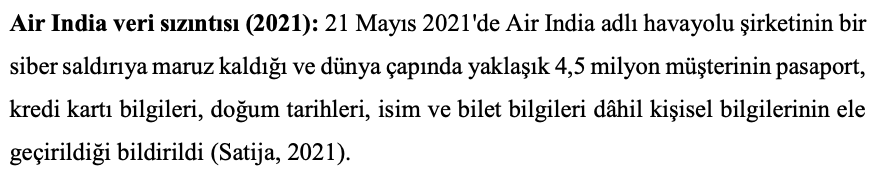 Air India veri sızıntısı (2021): 21 Mayıs 2021'de Air India adlı havayolu şirketinin bir
siber saldırıya maruz kaldığı ve dünya çapında yaklaşık 4,5 milyon müşterinin pasaport,
kredi kartı bilgileri, doğum tarihleri, isim ve bilet bilgileri dâhil kişisel bilgilerinin ele
geçirildiği bildirildi (Satija, 2021).